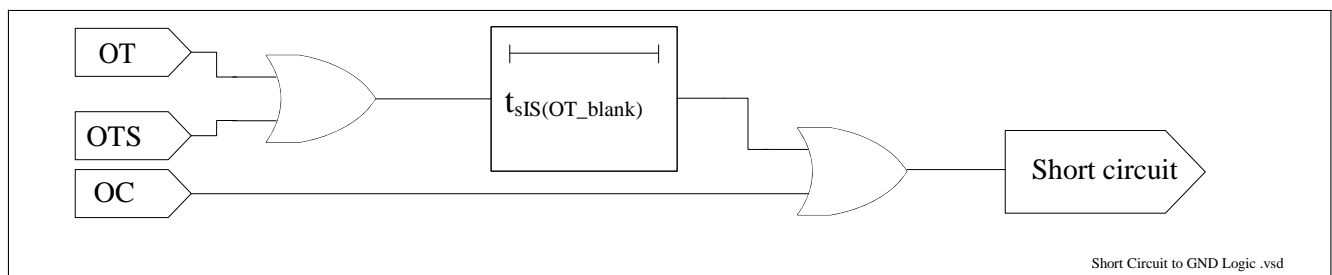 OT
OTS
OC
tsIS(OT_blank)
Short circuit
Short Circuit to GND Logic .vsd